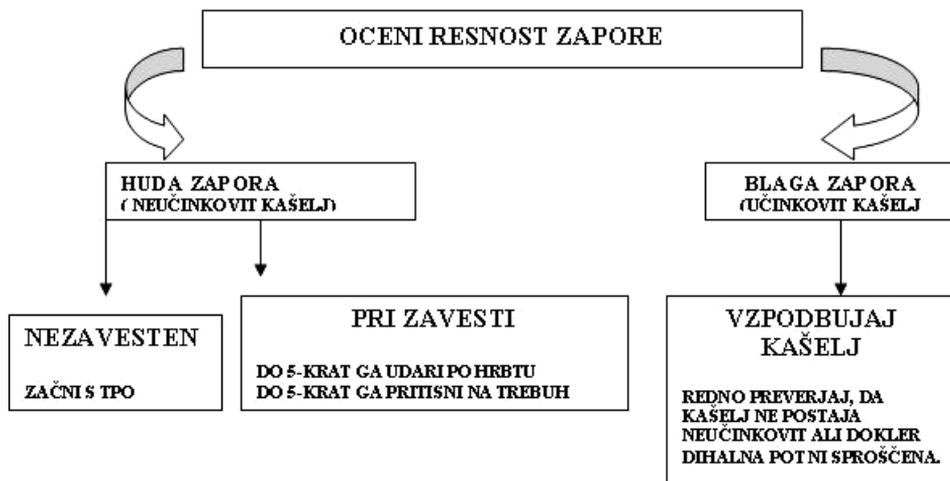 OCENI RESNOST ZAPORE
HUDA ZAPORA
( NEUČINKOVIT KAŠELJ)
BLAGA ZAPORA
(UČINKOVIT KAŠELJ
NEZAVESTEN
ZAČNI S TPO
PRI ZAVESTI
DO 5-KRAT GA UDARI PO HRBTU
DO 5-KRAT GA PRITISNI NA TREBUH
VZPODBUJAJ
KAŠELJ
REDNO PREVERJAJ, DA
KAŠELJ NE POSTAJA
NEUČINKOVIT ALI DOKLER
DIHALNA POT NI SPROŠČENA.